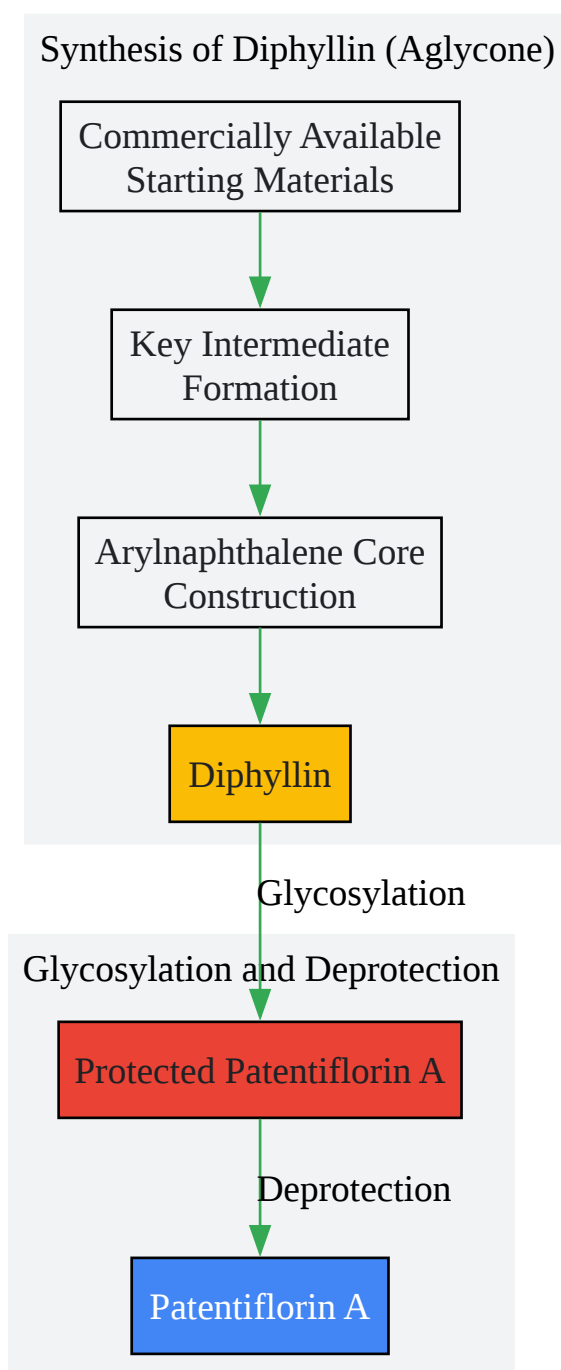 Synthesis of Diphyllin (Aglycone)
Commercially Available
Starting Materials
Key Intermediate
Formation
Arylnaphthalene Core
Construction
Diphyllin
Glycosylation
Glycosylation and Deprotection
Protected Patentiflorin A
Deprotection
Patentiflorin A